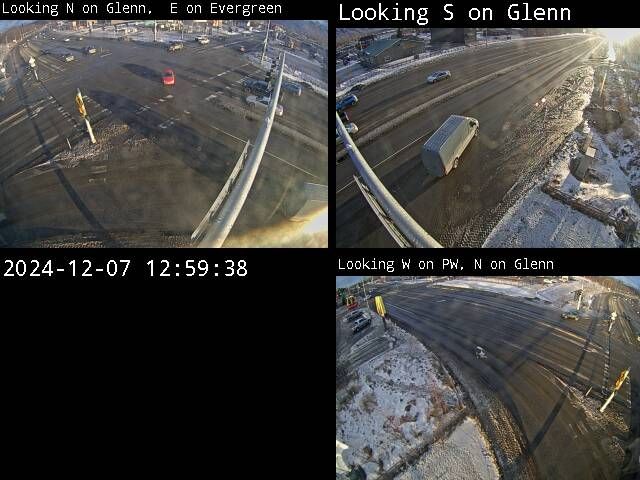 Looking N on Glenn,  E on Evergreen
Looking S on Glenn
2024-12-07 12:59:38
Looking W on PW, N on Glenn